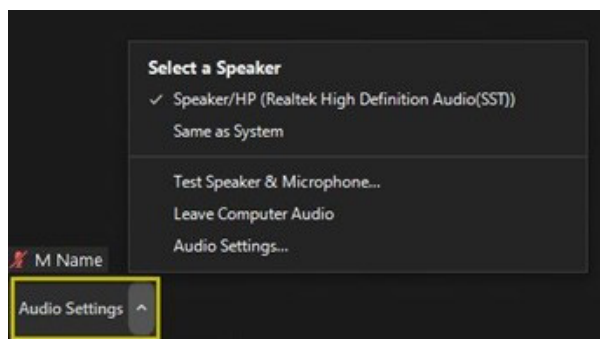 Select a Speaker
Speaker/HP (Realtek High Definition Audio(SST))
Same as System
Test Speaker & Microphone...
Leave Computer Audio
Audio Settings...
M Name
Audio Settings